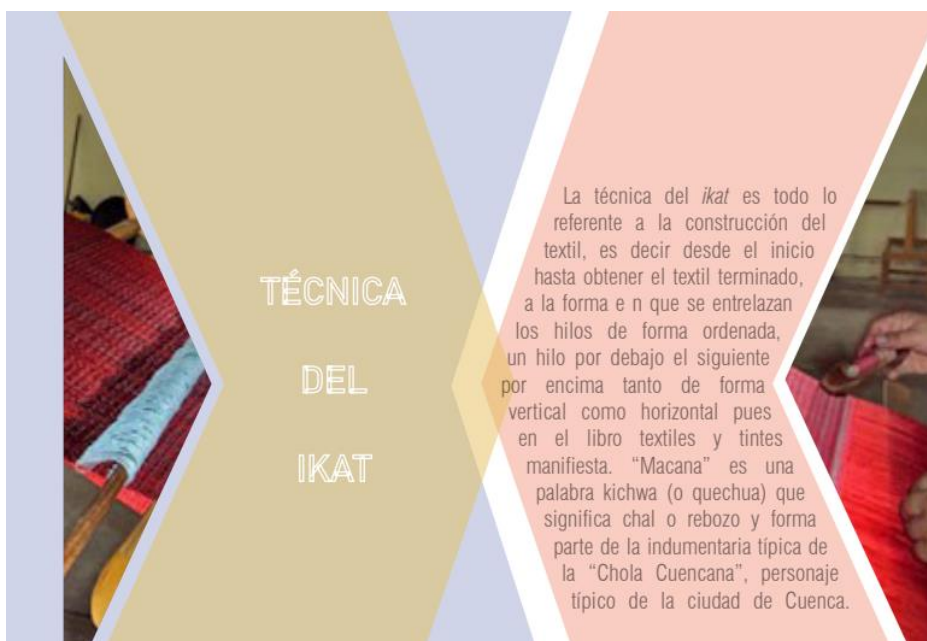 TÉCNICA
DEL
IKAT
La técnica del ikat es todo lo
referente a la construcción del
textil, es decir desde el inicio
hasta obtener el textil terminado,
a la forma e n que se entrelazan
los hilos de forma ordenada,
un hilo por debajo el siguiente
por encima tanto de forma
vertical como horizontal pues
en el libro textiles y tintes
manifiesta. “Macana” es una
palabra kichwa (o quechua) que
significa chal o rebozo y forma
parte de la indumentaria típica de
la “Chola Cuencana”, personaje
típico de la ciudad de Cuenca.